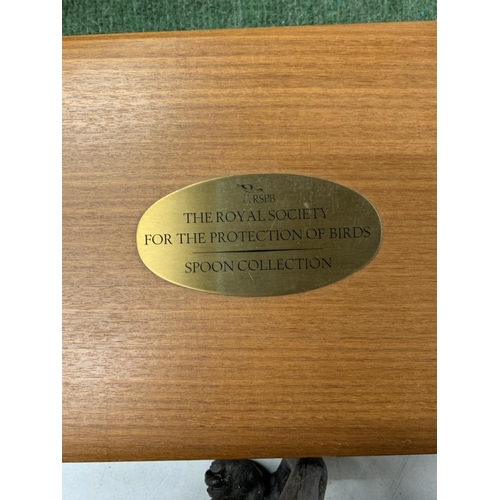 RSPB
THE ROYAL SOCIETY
FOR THE PROTECTION OF BIRDS
SPOON COLLECTION